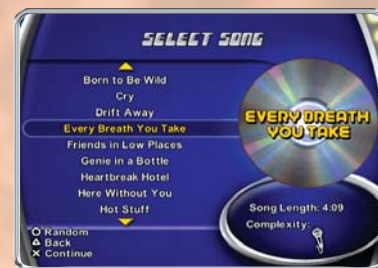 SELECT SONG
Born to Be Wild
Cry
Drift Away
Every Breath You Take
Friends in Low Places
Genie in a Bottle
Heartbreak Hotel
Here Without You
Hot Stuff
EVERY BREATH
YOU TAKE
Song Length: 4:09
Complexity:
O Random
△ Back
X Continue